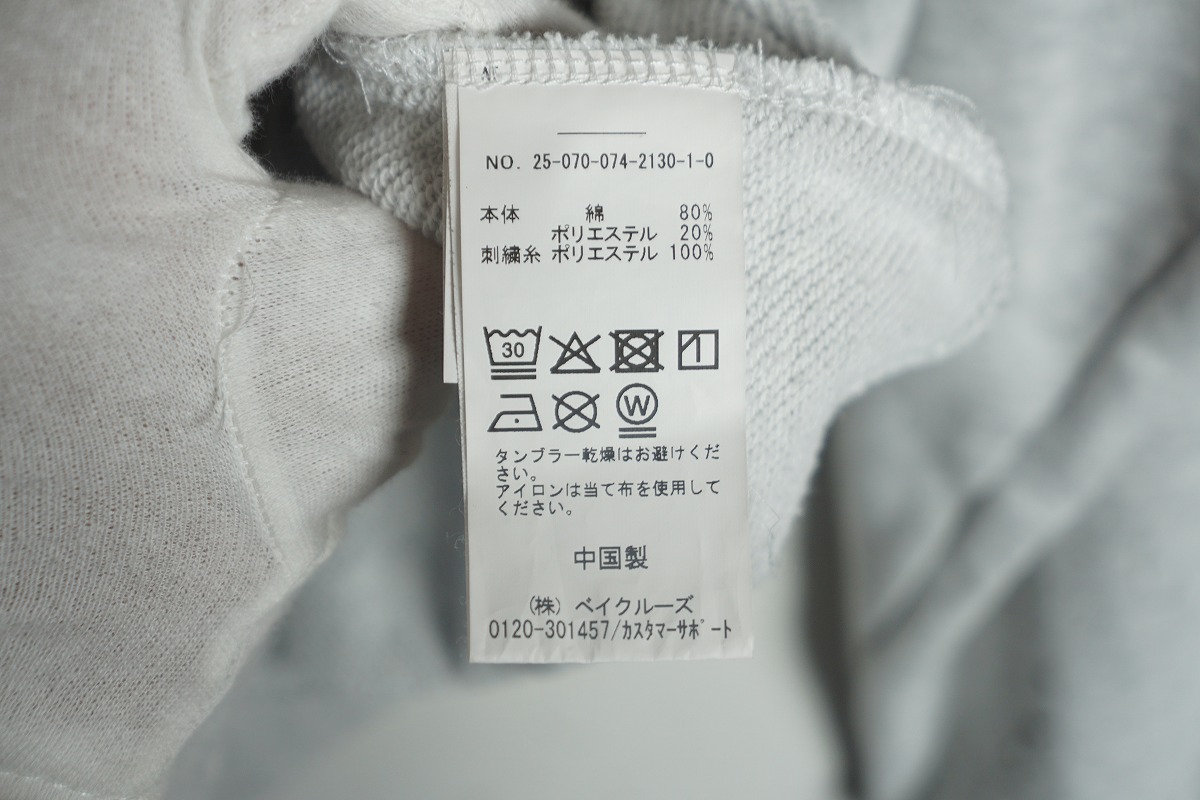 NO. 25-070-074-2130-1-0
本体 綿 80%
ポリエステル 20%
刺繍糸 ポリエステル 100%
30
W
タンブラー乾燥はお避けくだ
さい。
アイロンは当て布を使用して
ください。
中国製
(株) ベイクルーズ
0120-301457/カスタマーサポート